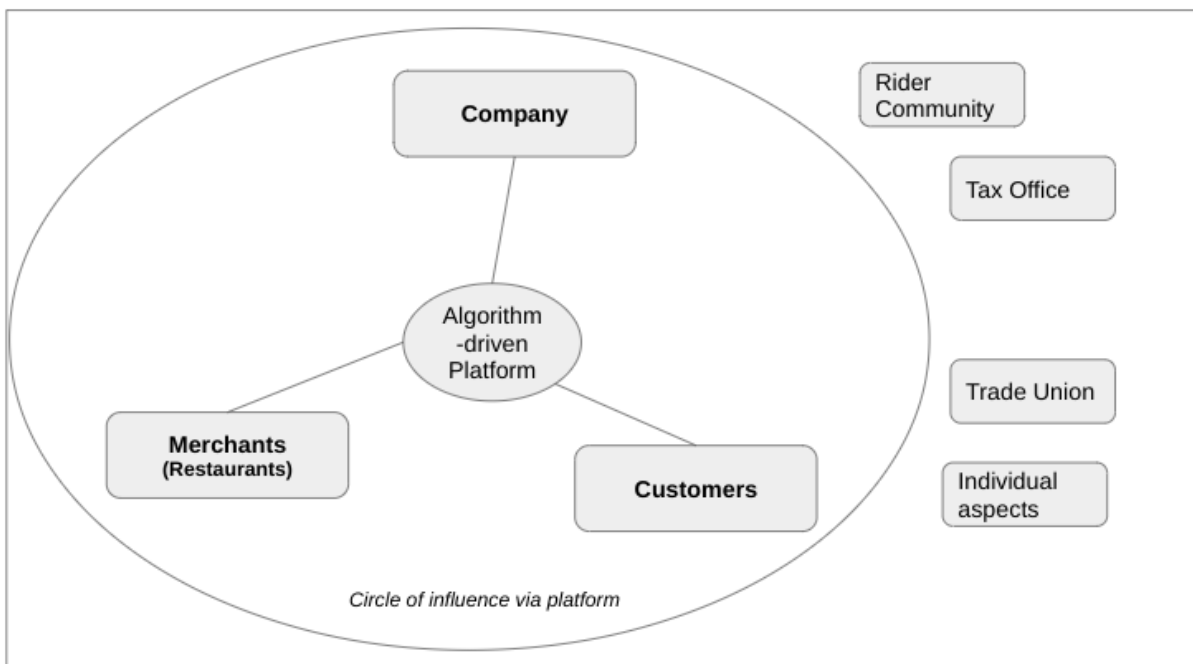 Company
Rider
Community
Tax Office
Algorithm
-driven
Platform
Trade Union
Merchants
(Restaurants)
Customers
Individual
aspects
Circle of influence via platform